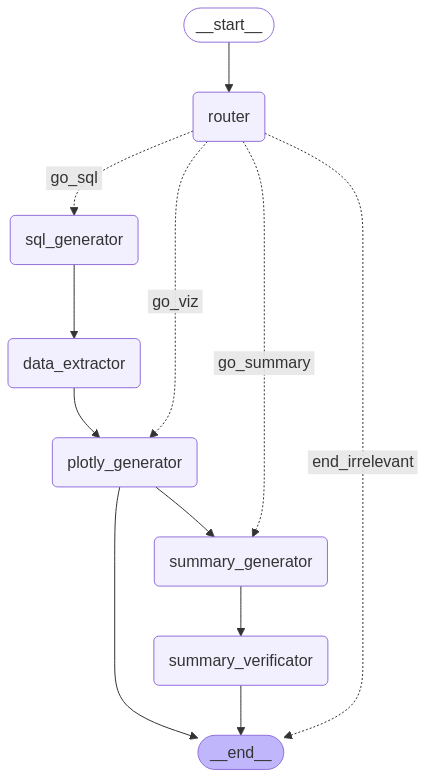 __start__
router
go_sql
sql_generator
go_viz
data_extractor
go_summary
plotly_generator
end_irrelevant
summary_generator
summary_verificator
__end__